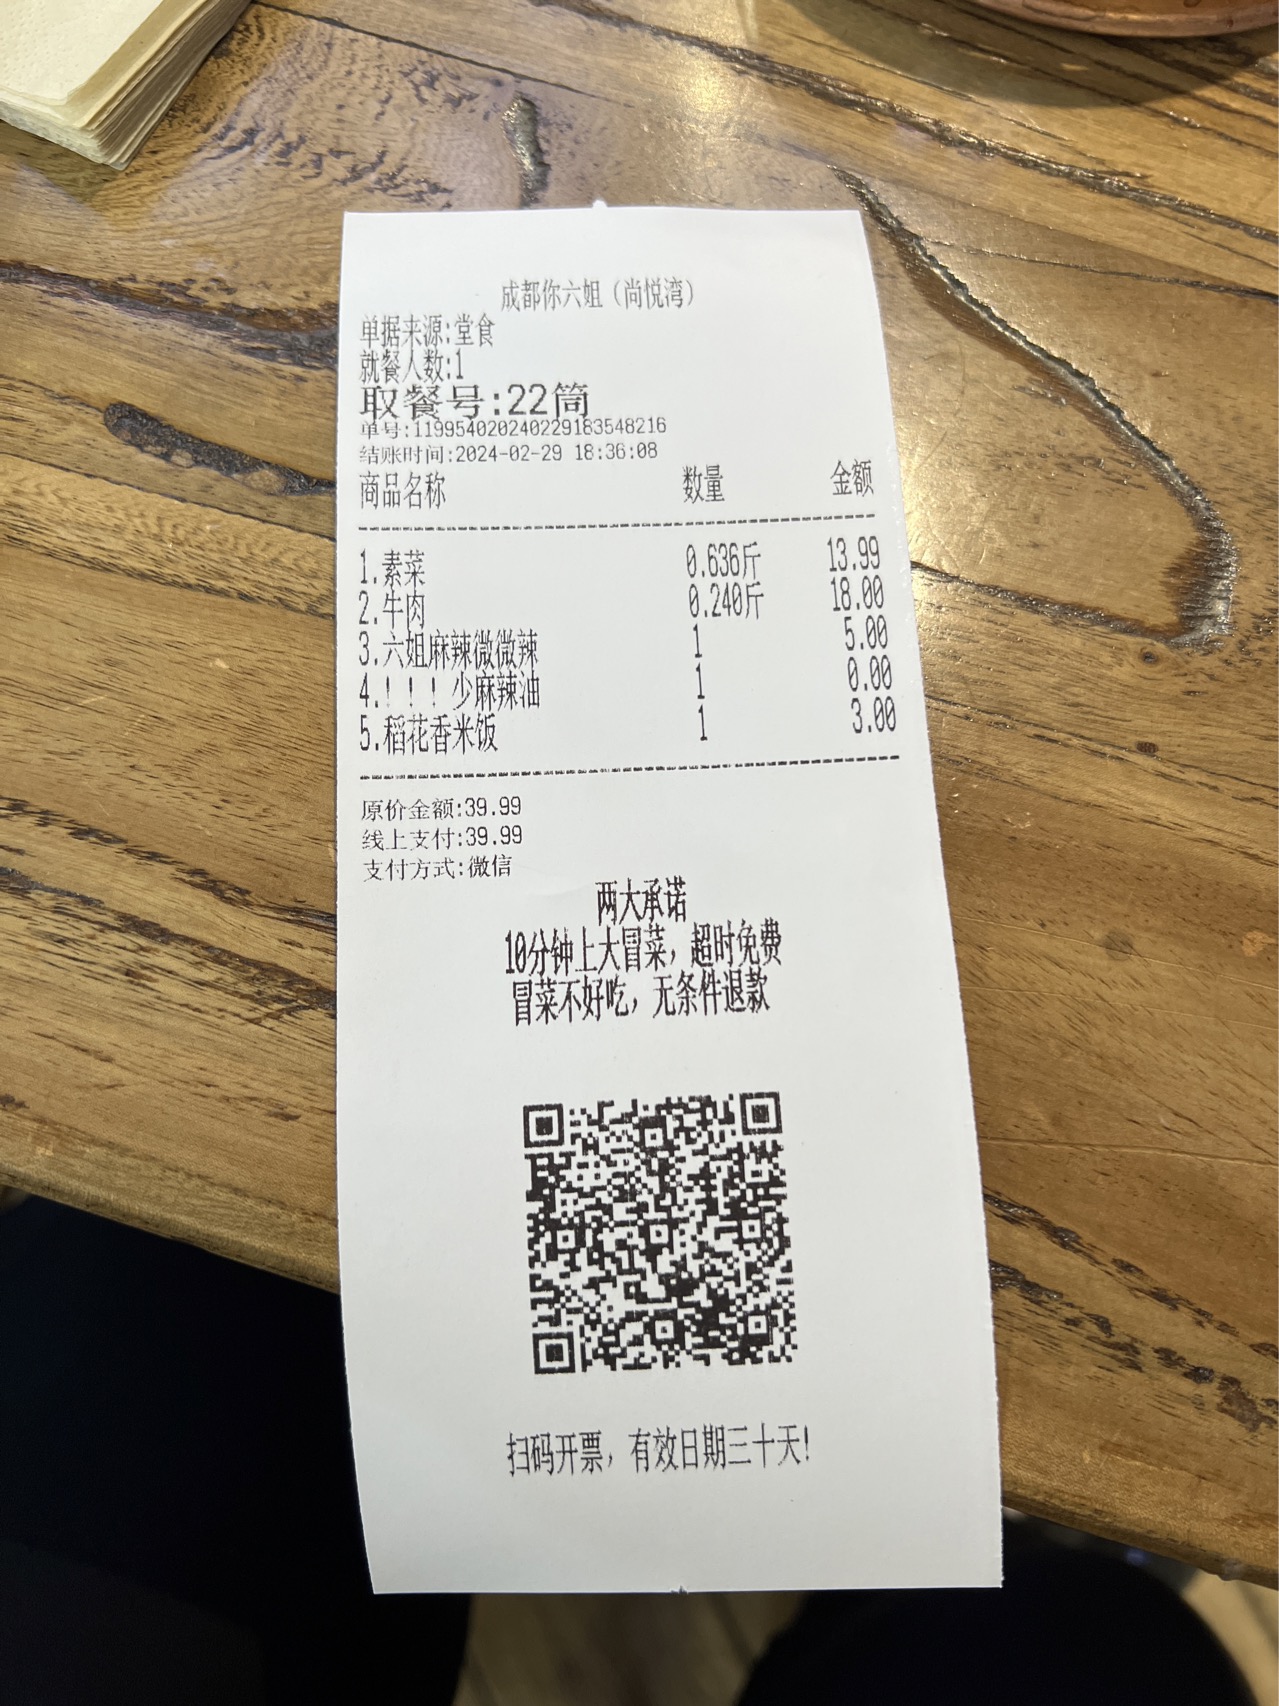 成都你六姐（尚悦湾）
单据来源:堂食
就餐人数:1
取餐号:22筒
单号:119954020240229183548216
结账时间:2024-02-29 18:36:08
商品名称 数量 金额
1.素菜 0.636斤 13.99
2.牛肉 0.240斤 18.00
3.六姐麻辣微微辣 1 5.00
4.！！！少麻辣油 1 0.00
5.稻花香米饭 1 3.00
原价金额:39.99
线上支付:39.99
支付方式:微信
两大承诺
10分钟上大冒菜，超时免费
冒菜不好吃，无条件退款
扫码开票，有效日期三十天!